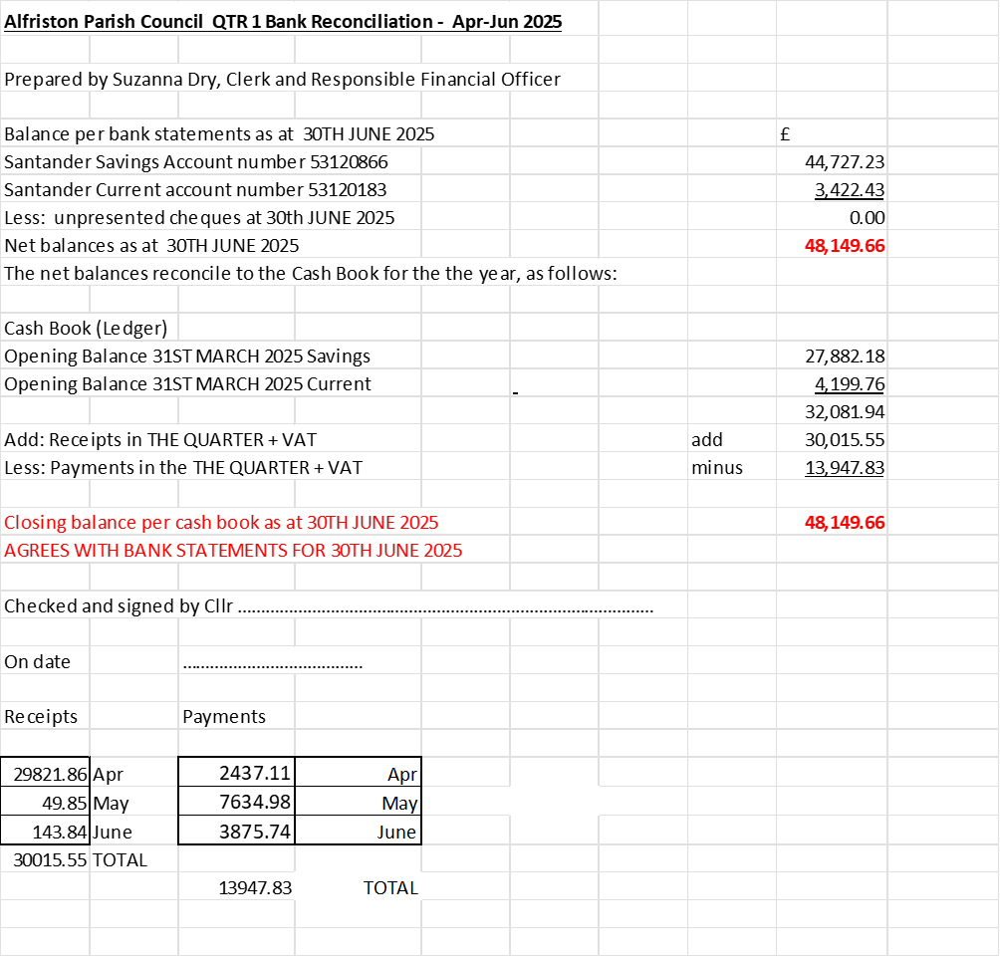 Alfriston Parish Council QTR 1 Bank Reconciliation - Apr-Jun 2025
Prepared by Suzanna Dry, Clerk and Responsible Financial Officer
Balance per bank statements as at 30TH JUNE 2025 £
Santander Savings Account number 53120866 44,727.23
Santander Current account number 53120183 3,422.43
Less: unpresented cheques at 30th JUNE 2025 0.00
Net balances as at 30TH JUNE 2025 48,149.66
The net balances reconcile to the Cash Book for the the year, as follows:
Cash Book (Ledger)
Opening Balance 31ST MARCH 2025 Savings 27,882.18
Opening Balance 31ST MARCH 2025 Current - 4,199.76
32,081.94
Add: Receipts in THE QUARTER + VAT add 30,015.55
Less: Payments in the THE QUARTER + VAT minus 13,947.83
Closing balance per cash book as at 30TH JUNE 2025 48,149.66
AGREES WITH BANK STATEMENTS FOR 30TH JUNE 2025
Checked and signed by Cllr ..........................................................................................
On date .......................................
Receipts Payments
29821.86 Apr 2437.11 Apr
49.85 May 7634.98 May
143.84 June 3875.74 June
30015.55 TOTAL
13947.83 TOTAL